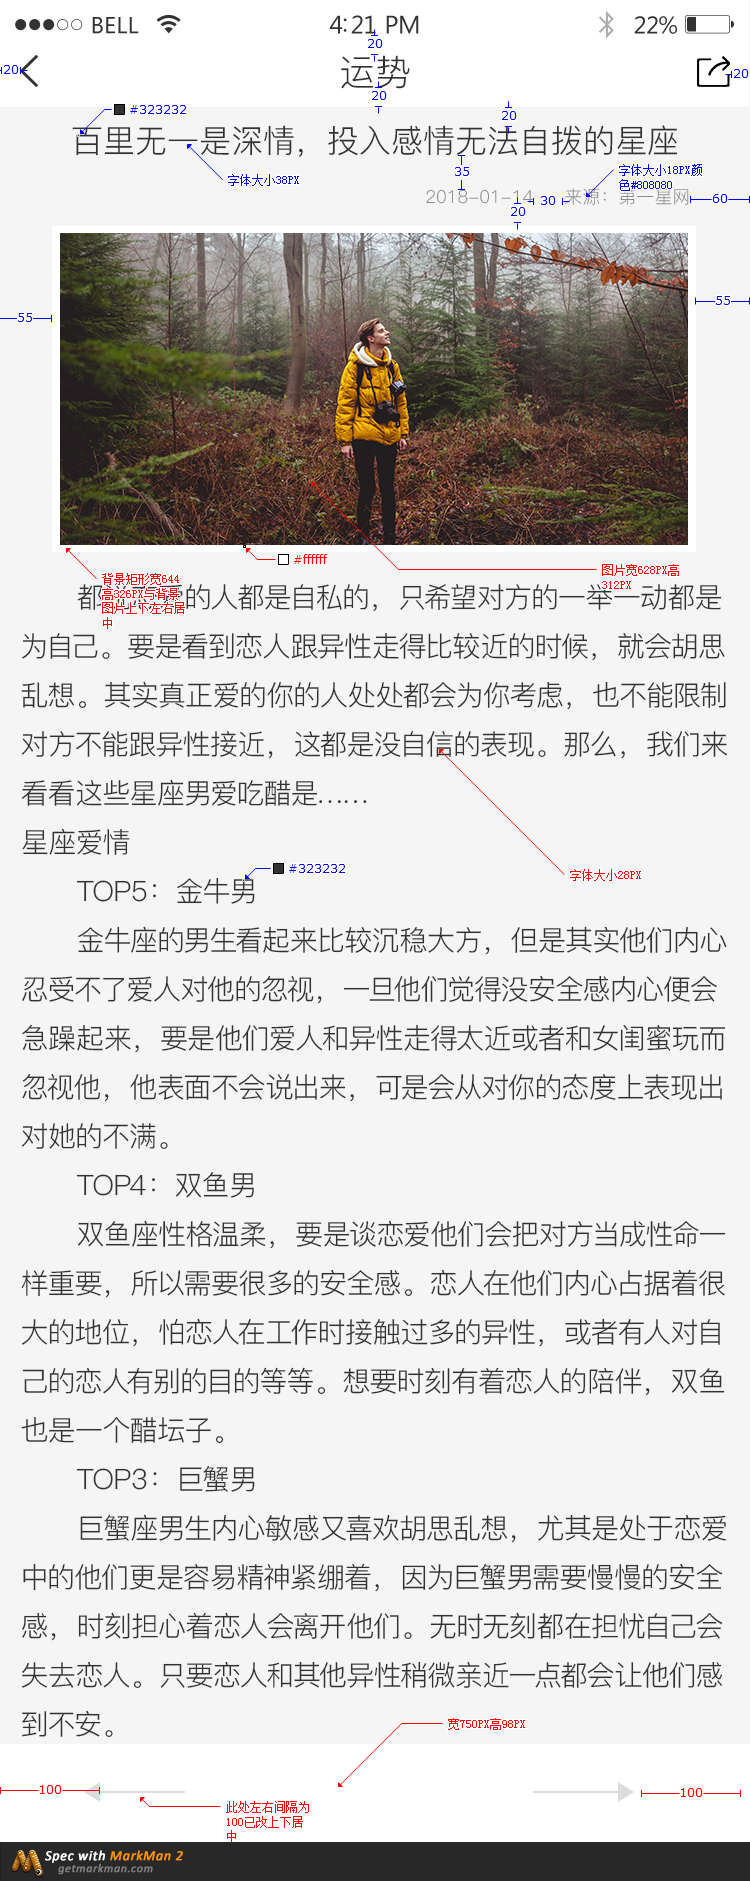 BELL 4:21 PM 22%
20
20 运势 20
20 20
#323232
百里无一是深情，投入感情无法自拨的星座
35
字体大小38PX
字体大小18PX颜
色#808080
2018-01-14 30 来源：第一星网 60
20
55 55
#ffffff
背景矩形宽644
高326PX与背景
图片上下左右居
中
图片宽628PX高
312PX
的人都是自私的，只希望对方的一举一动都是
为自己。要是看到恋人跟异性走得比较近的时候，就会胡思
乱想。其实真正爱的你的人处处都会为你考虑，也不能限制
对方不能跟异性接近，这都是没自信的表现。那么，我们来
看看这些星座男爱吃醋是……
星座爱情
#323232
字体大小28PX
TOP5：金牛男
金牛座的男生看起来比较沉稳大方，但是其实他们内心
忍受不了爱人对他的忽视，一旦他们觉得没安全感内心便会
急躁起来，要是他们爱人和异性走得太近或者和女闺蜜玩而
忽视他，他表面不会说出来，可是会从对你的态度上表现出
对她的不满。
TOP4：双鱼男
双鱼座性格温柔，要是谈恋爱他们会把对方当成性命一
样重要，所以需要很多的安全感。恋人在他们内心占据着很
大的地位，怕恋人在工作时接触过多的异性，或者有人对自
己的恋人有别的目的等等。想要时刻有着恋人的陪伴，双鱼
也是一个醋坛子。
TOP3：巨蟹男
巨蟹座男生内心敏感又喜欢胡思乱想，尤其是处于恋爱
中的他们更是容易精神紧绷着，因为巨蟹男需要慢慢的安全
感，时刻担心着恋人会离开他们。无时无刻都在担忧自己会
失去恋人。只要恋人和其他异性稍微亲近一点都会让他们感
到不安。
宽750PX高98PX
100 100
此处左右间隔为
100已改上下居
中
Spec with MarkMan 2
getmarkman.com